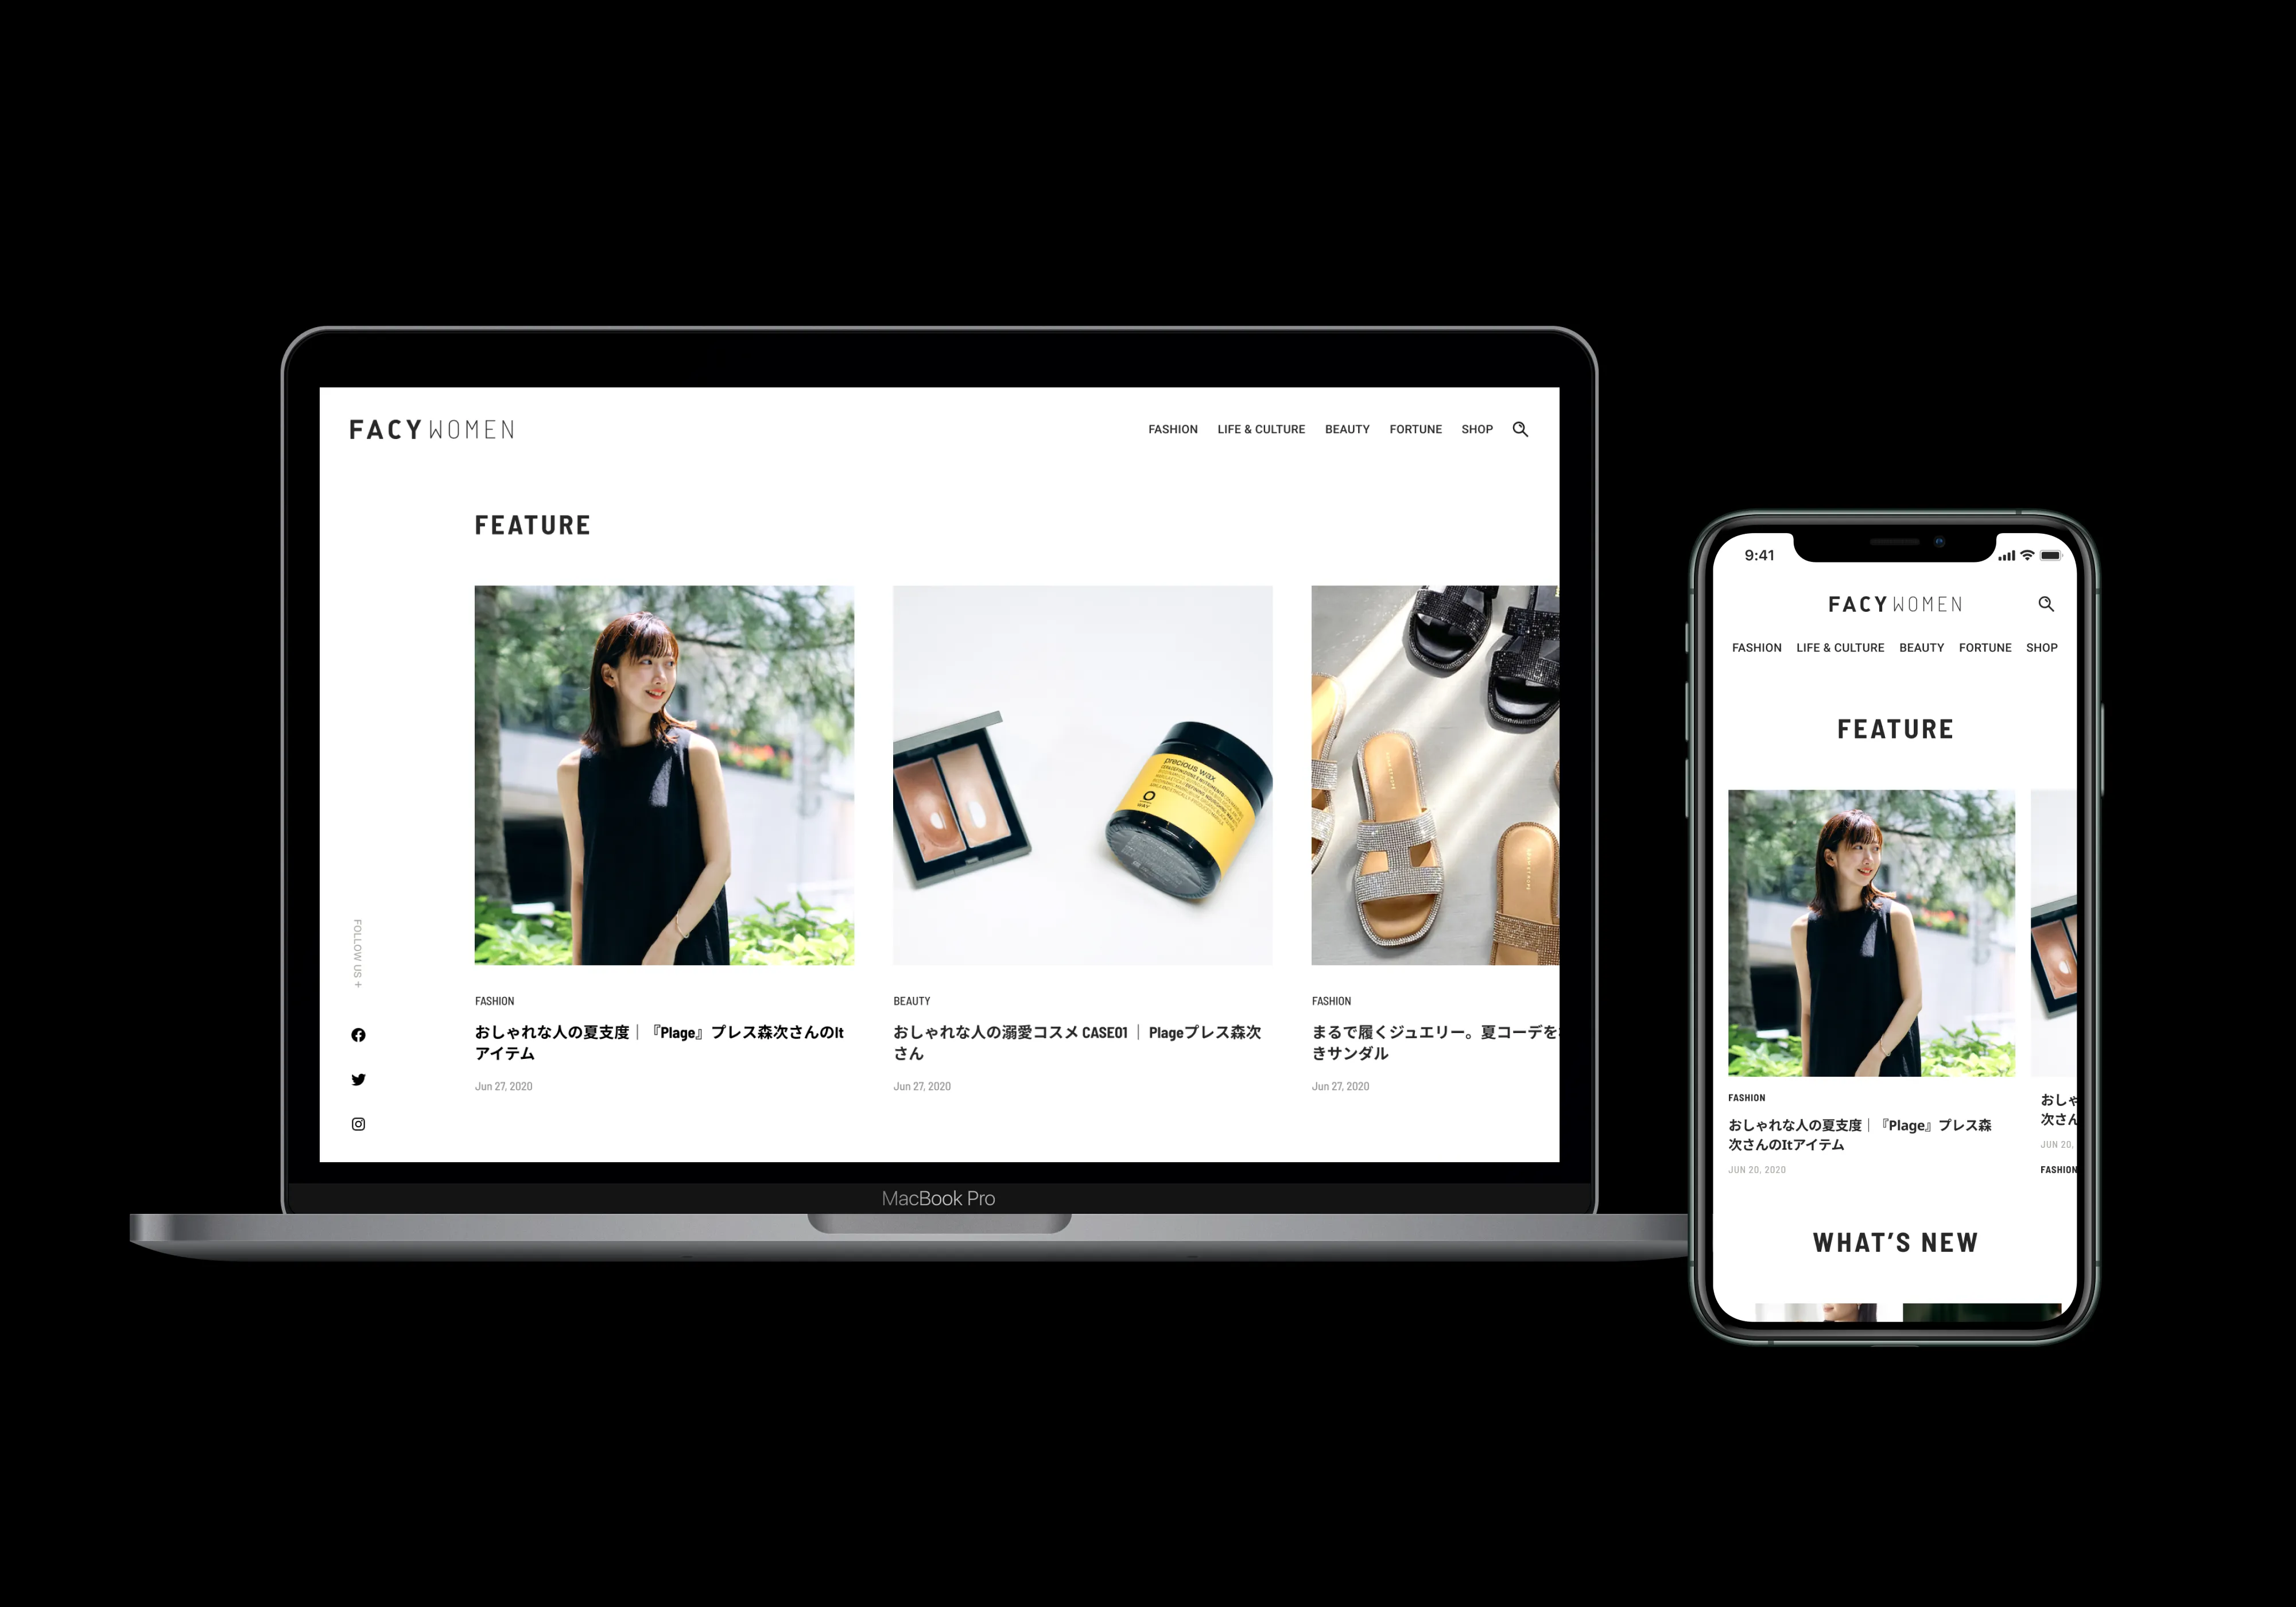 FACY WOMEN
FASHION LIFE & CULTURE BEAUTY FORTUNE SHOP
FEATURE
precious wax
WAY
FASHION
おしゃれな人の夏支度｜『Plage』プレス森次さんのIt
アイテム
Jun 27, 2020
BEAUTY
おしゃれな人の溺愛コスメ CASE01 ｜ Plageプレス森次
さん
Jun 27, 2020
FASHION
まるで履くジュエリー。夏コーデを
きサンダル
Jun 27, 2020
FOLLOW US +
MacBook Pro
9:41
FACY WOMEN
FASHION LIFE & CULTURE BEAUTY FORTUNE SHOP
FEATURE
FASHION
おしゃれな人の夏支度｜『Plage』プレス森
次さんのItアイテム
JUN 20, 2020
おしゃ
次さん
JUN 20,
FASHION
WHAT'S NEW